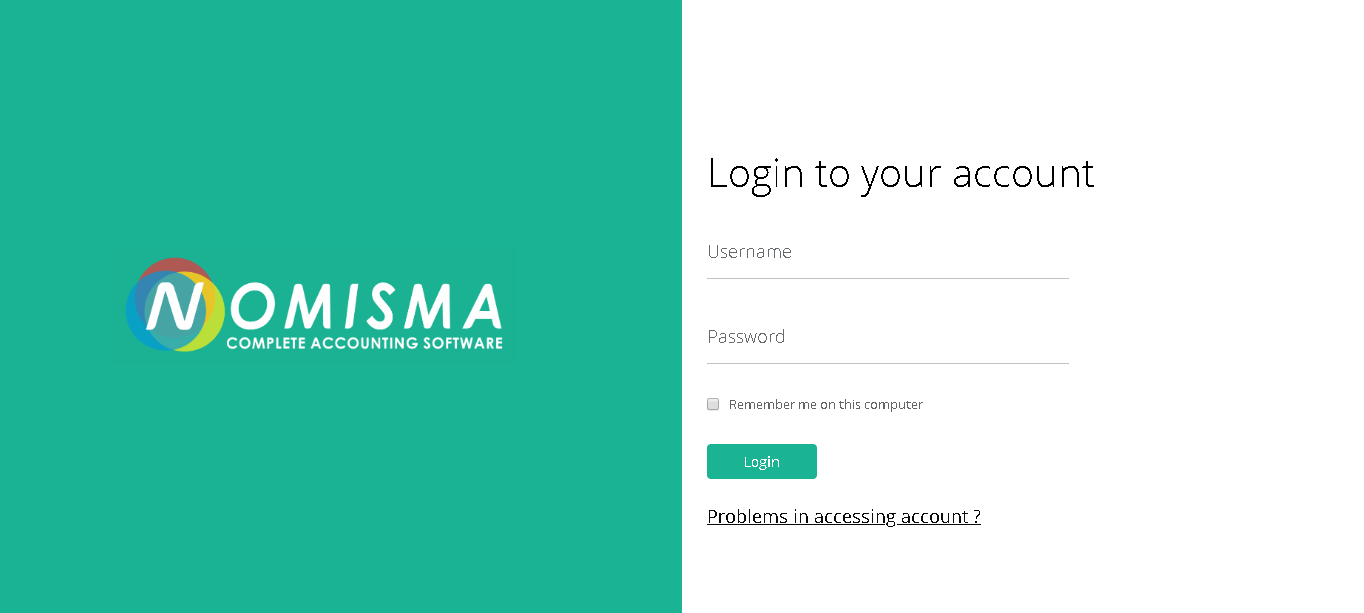 NOMISMA
COMPLETE ACCOUNTING SOFTWARE
Login to your account
Username
Password
Remember me on this computer
Login
Problems in accessing account ?